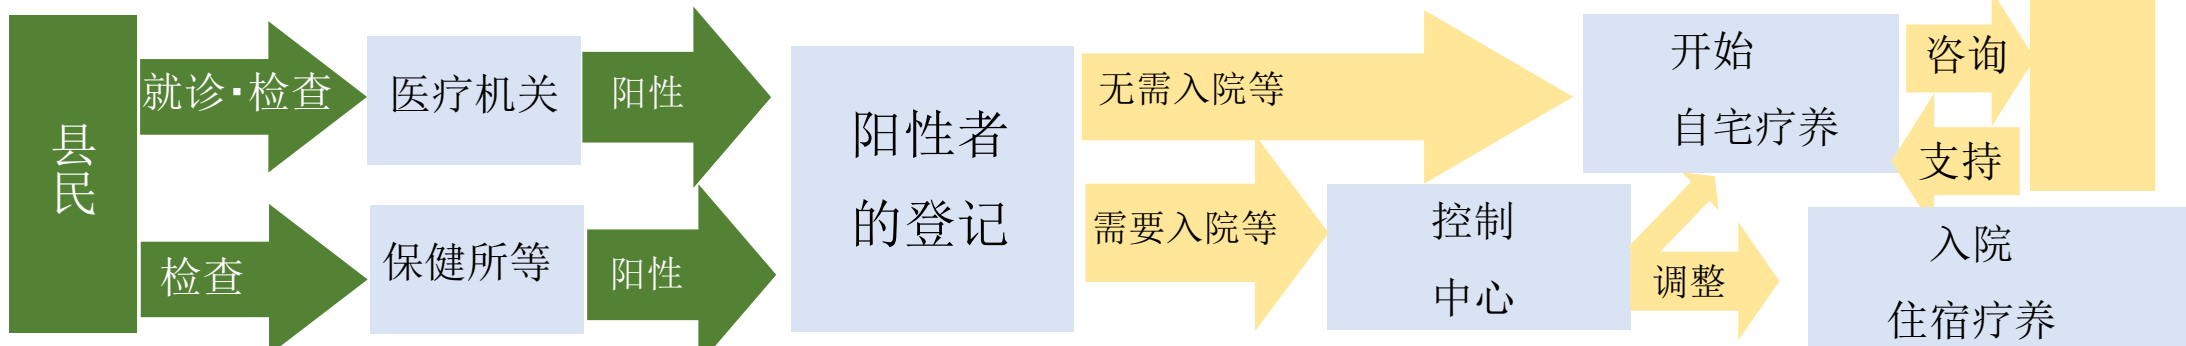 县民
就诊·检查
医疗机关
阳性
检查
保健所等
阳性
阳性者
的登记
无需入院等
需要入院等
控制
中心
开始
自宅疗养
咨询
支持
调整
入院
住宿疗养